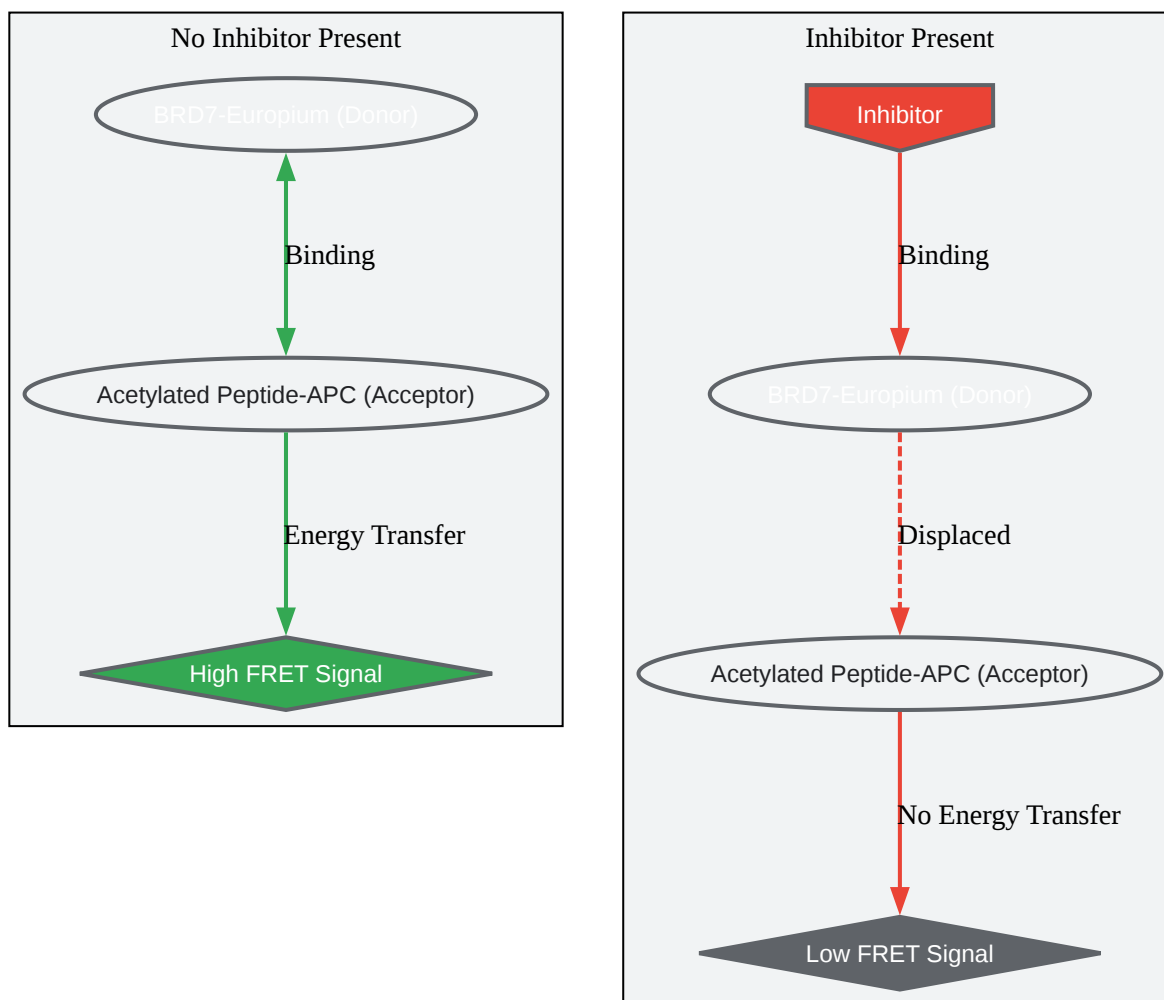 No Inhibitor Present
BRD7-Europium (Donor)
Binding
Acetylated Peptide-APC (Acceptor)
Energy Transfer
High FRET Signal
Inhibitor Present
Inhibitor
Binding
BRD7-Europium (Donor)
Displaced
Acetylated Peptide-APC (Acceptor)
No Energy Transfer
Low FRET Signal